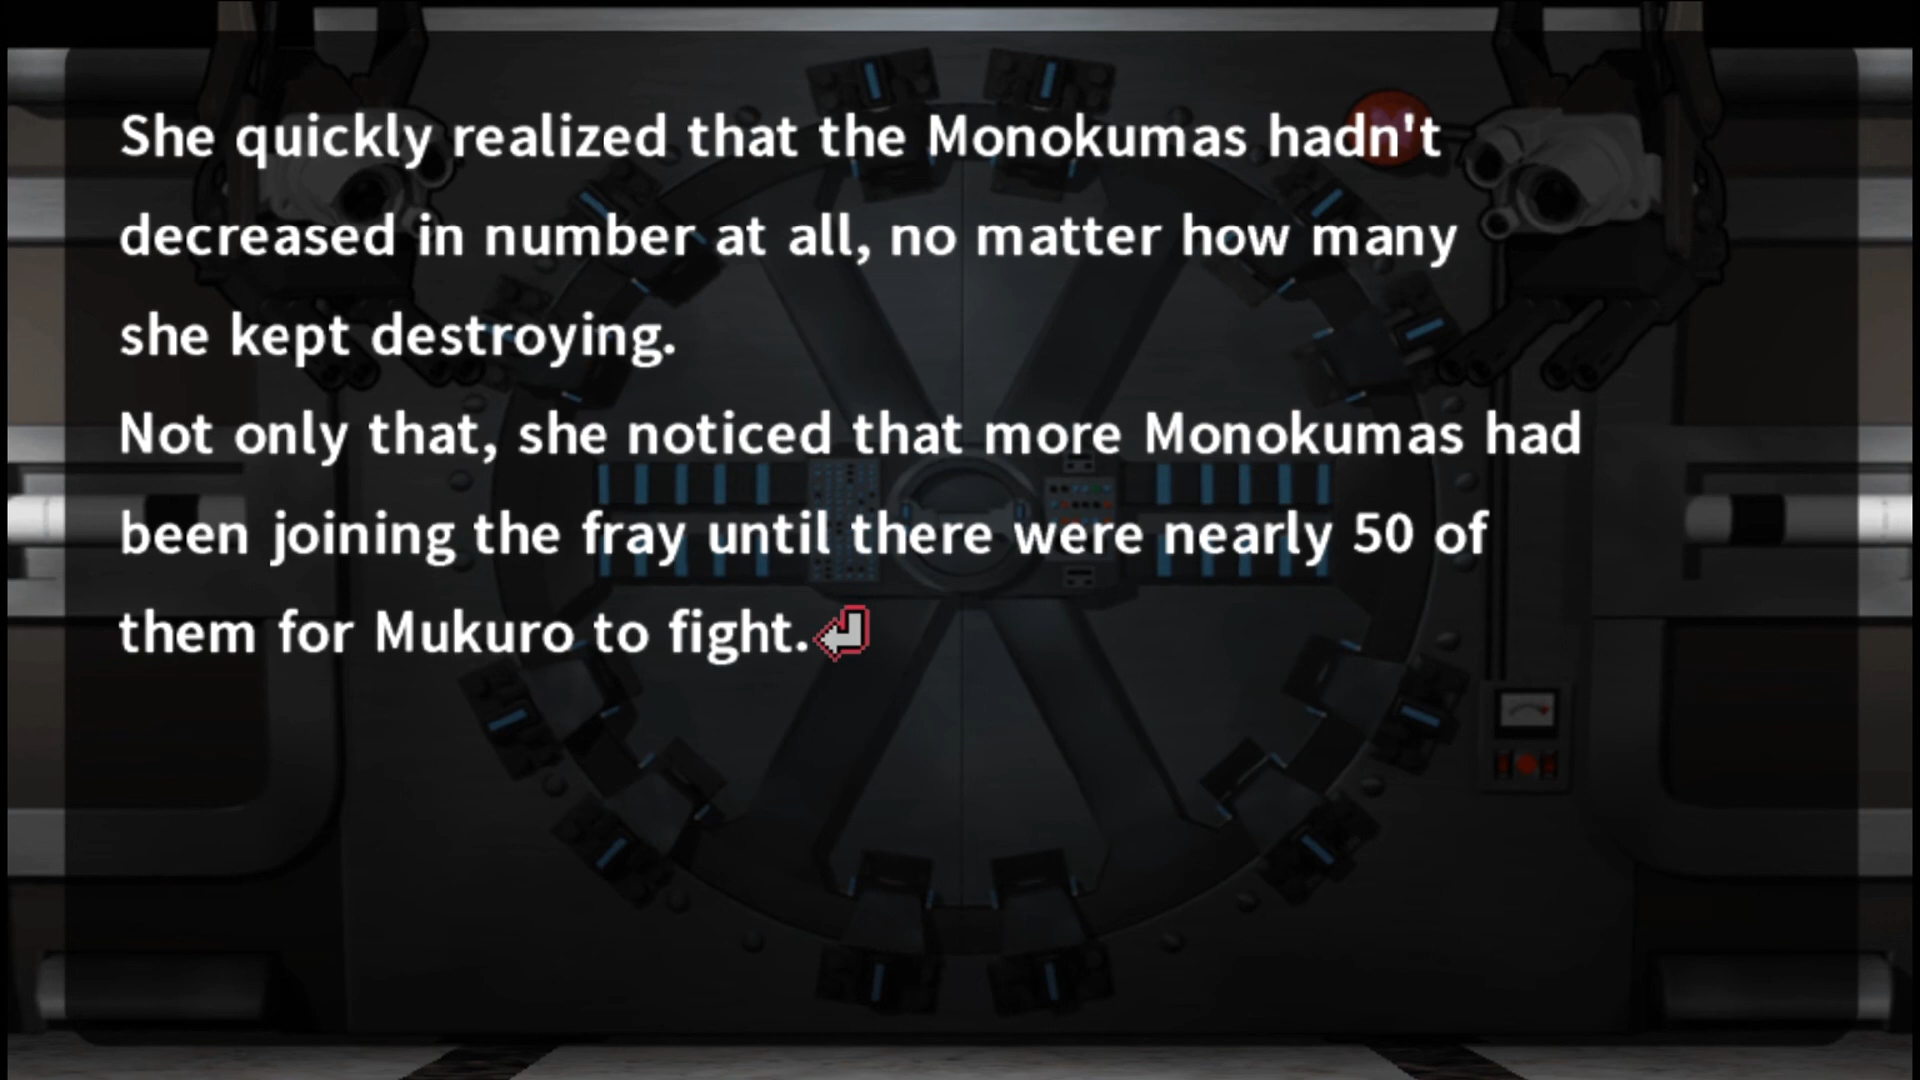 She quickly realized that the Monokumas hadn't
decreased in number at all, no matter how many
she kept destroying.
Not only that, she noticed that more Monokumas had
been joining the fray until there were nearly 50 of
them for Mukuro to fight.